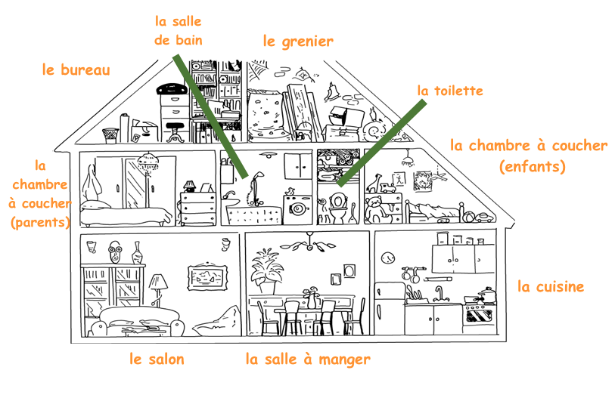 la salle
de bain
le grenier
le bureau
la toilette
la chambre à coucher
(enfants)
la
chambre
à coucher
(parents)
la cuisine
le salon
la salle à manger